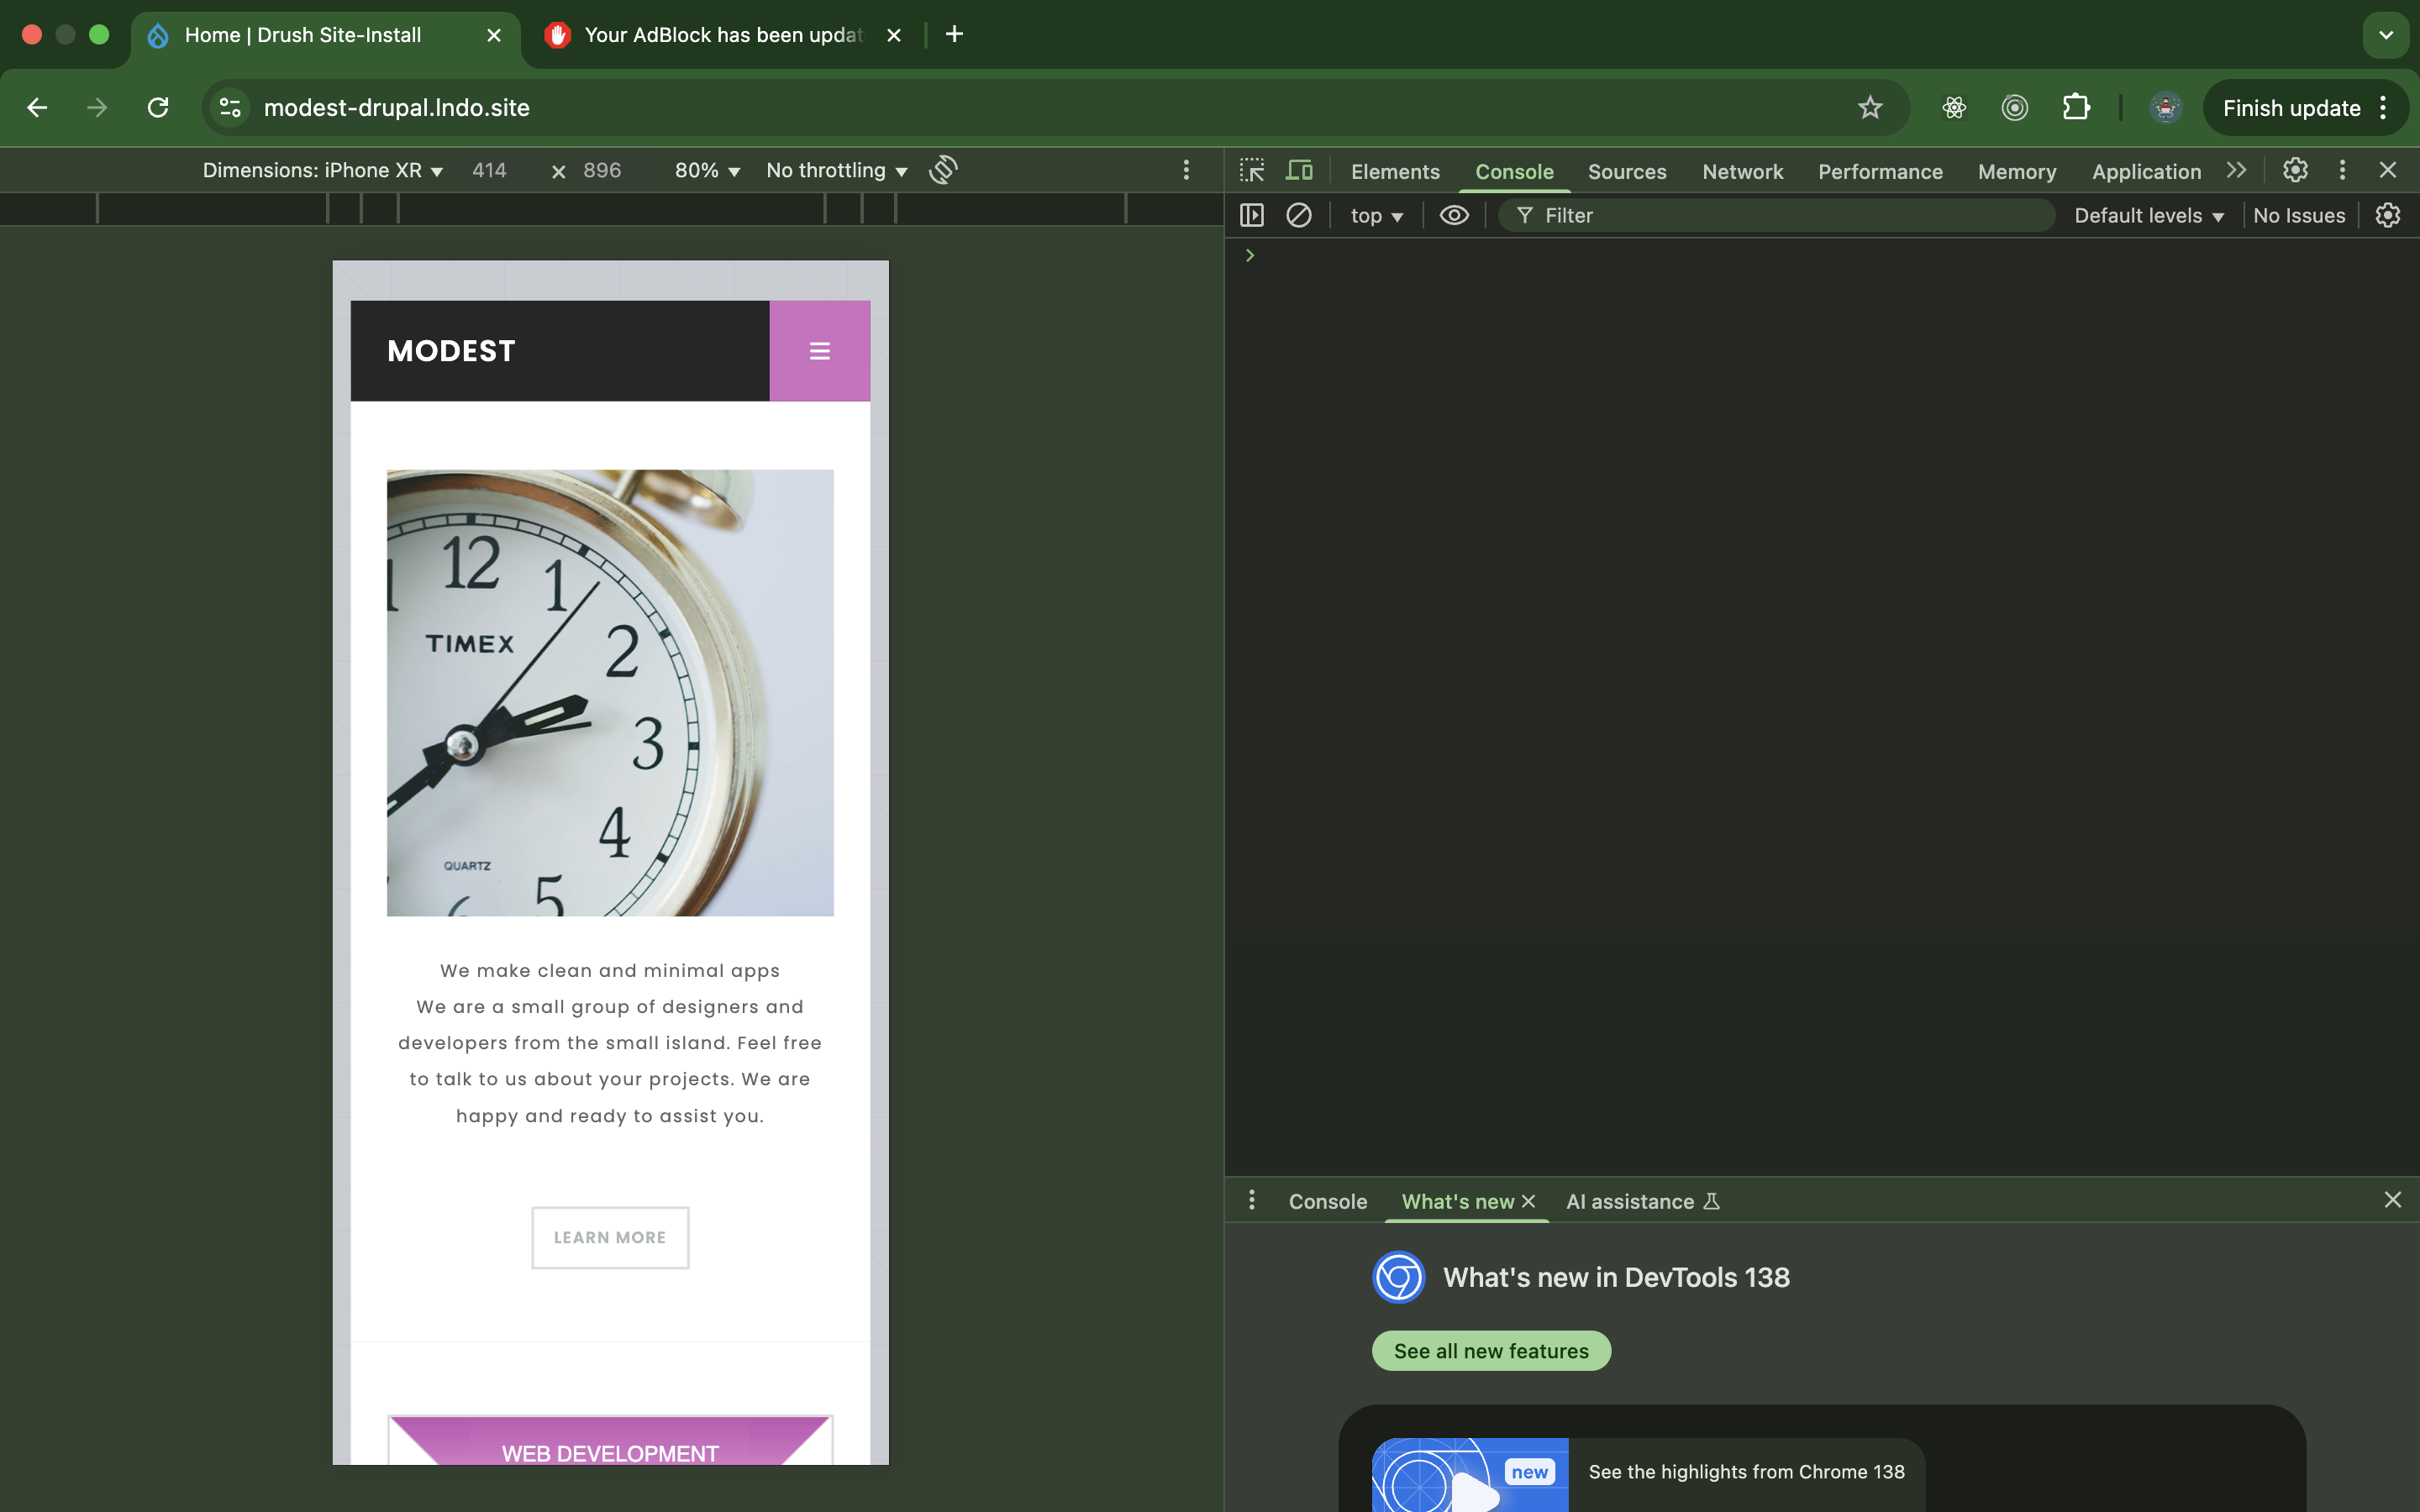 Home | Drush Site-Install
Your AdBlock has been updat
modest-drupal.lndo.site
Finish update
Dimensions: iPhone XR 414 × 896 80% No throttling
Elements Console Sources Network Performance Memory Application
top Filter Default levels No Issues
MODEST
12
1
2
TIMEX
3
4
QUARTZ
5
6
We make clean and minimal apps
We are a small group of designers and
developers from the small island. Feel free
to talk to us about your projects. We are
happy and ready to assist you.
LEARN MORE
WEB DEVELOPMENT
Console What's new AI assistance
What's new in DevTools 138
See all new features
new
See the highlights from Chrome 138